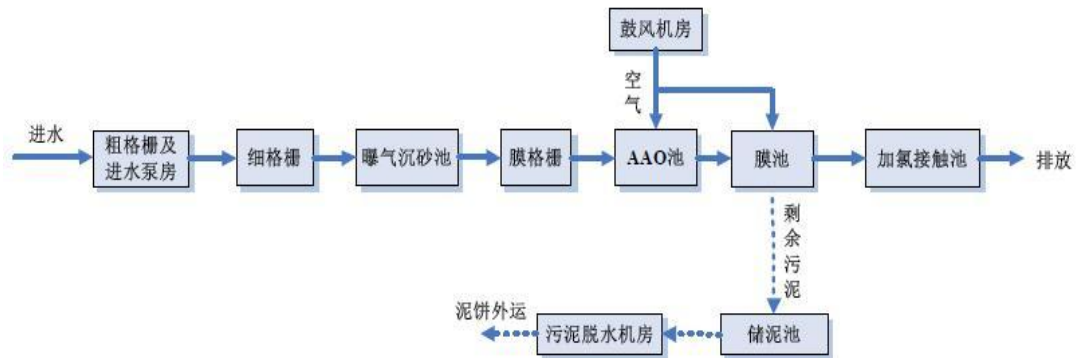 鼓风机房
空气
进水
粗格栅及
进水泵房
细格栅
曝气沉砂池
膜格栅
AAO池
膜池
加氯接触池
排放
剩余污泥
泥饼外运
污泥脱水机房
储泥池